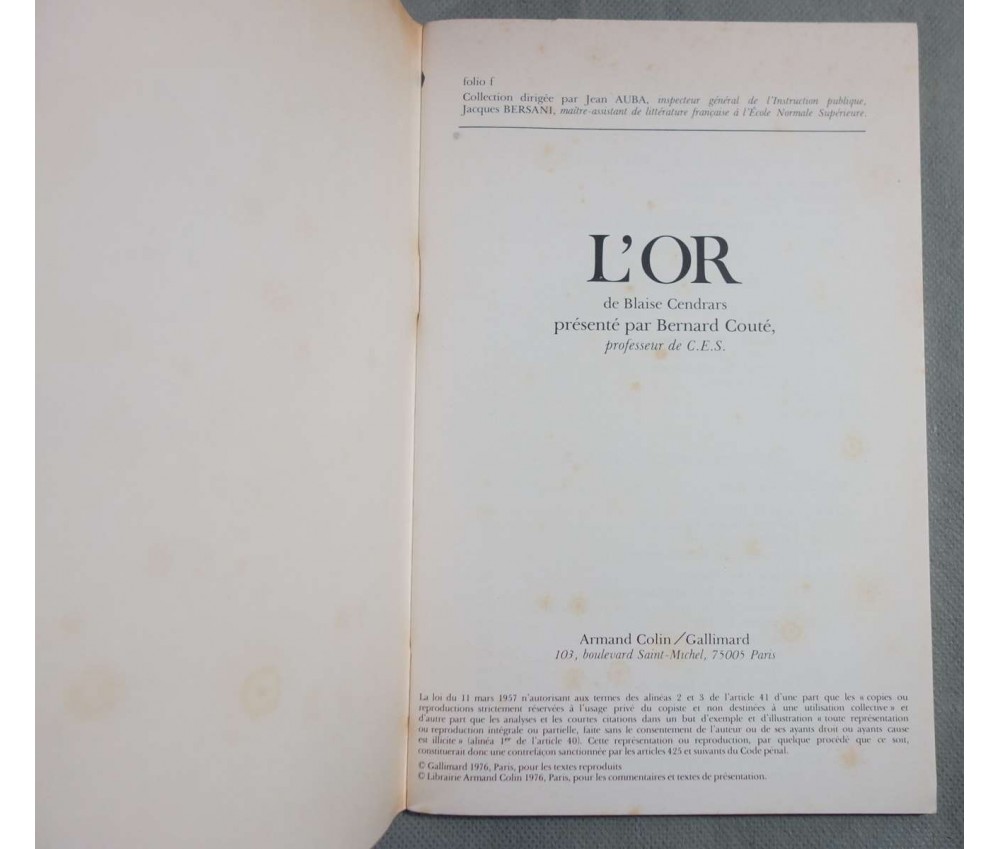 folio f
Collection dirigée par Jean AUBA, inspecteur général de l'Instruction publique,
Jacques BERSANI, maître-assistant de littérature française à l'École Normale Supérieure.
L'OR
de Blaise Cendrars
présenté par Bernard Couté,
professeur de C.E.S.
Armand Colin/Gallimard
103, boulevard Saint-Michel, 75005 Paris
La loi du 11 mars 1957 n'autorisant aux termes des alinéas 2 et 3 de l'article 41 d'une part que les « copies ou
reproductions strictement réservées à l'usage privé du copiste et non destinées à une utilisation collective » et
d'autre part que les analyses et les courtes citations dans un but d'exemple et d'illustration « toute représentation
ou reproduction intégrale ou partielle, faite sans le consentement de l'auteur ou de ses ayants droit ou ayants cause
est illicite » (alinéa 1er de l'article 40). Cette représentation ou reproduction, par quelque procédé que ce soit,
constituerait donc une contrefaçon sanctionnée par les articles 425 et suivants du Code pénal.
© Gallimard 1976, Paris, pour les textes reproduits
© Librairie Armand Colin 1976, Paris, pour les commentaires et textes de présentation.